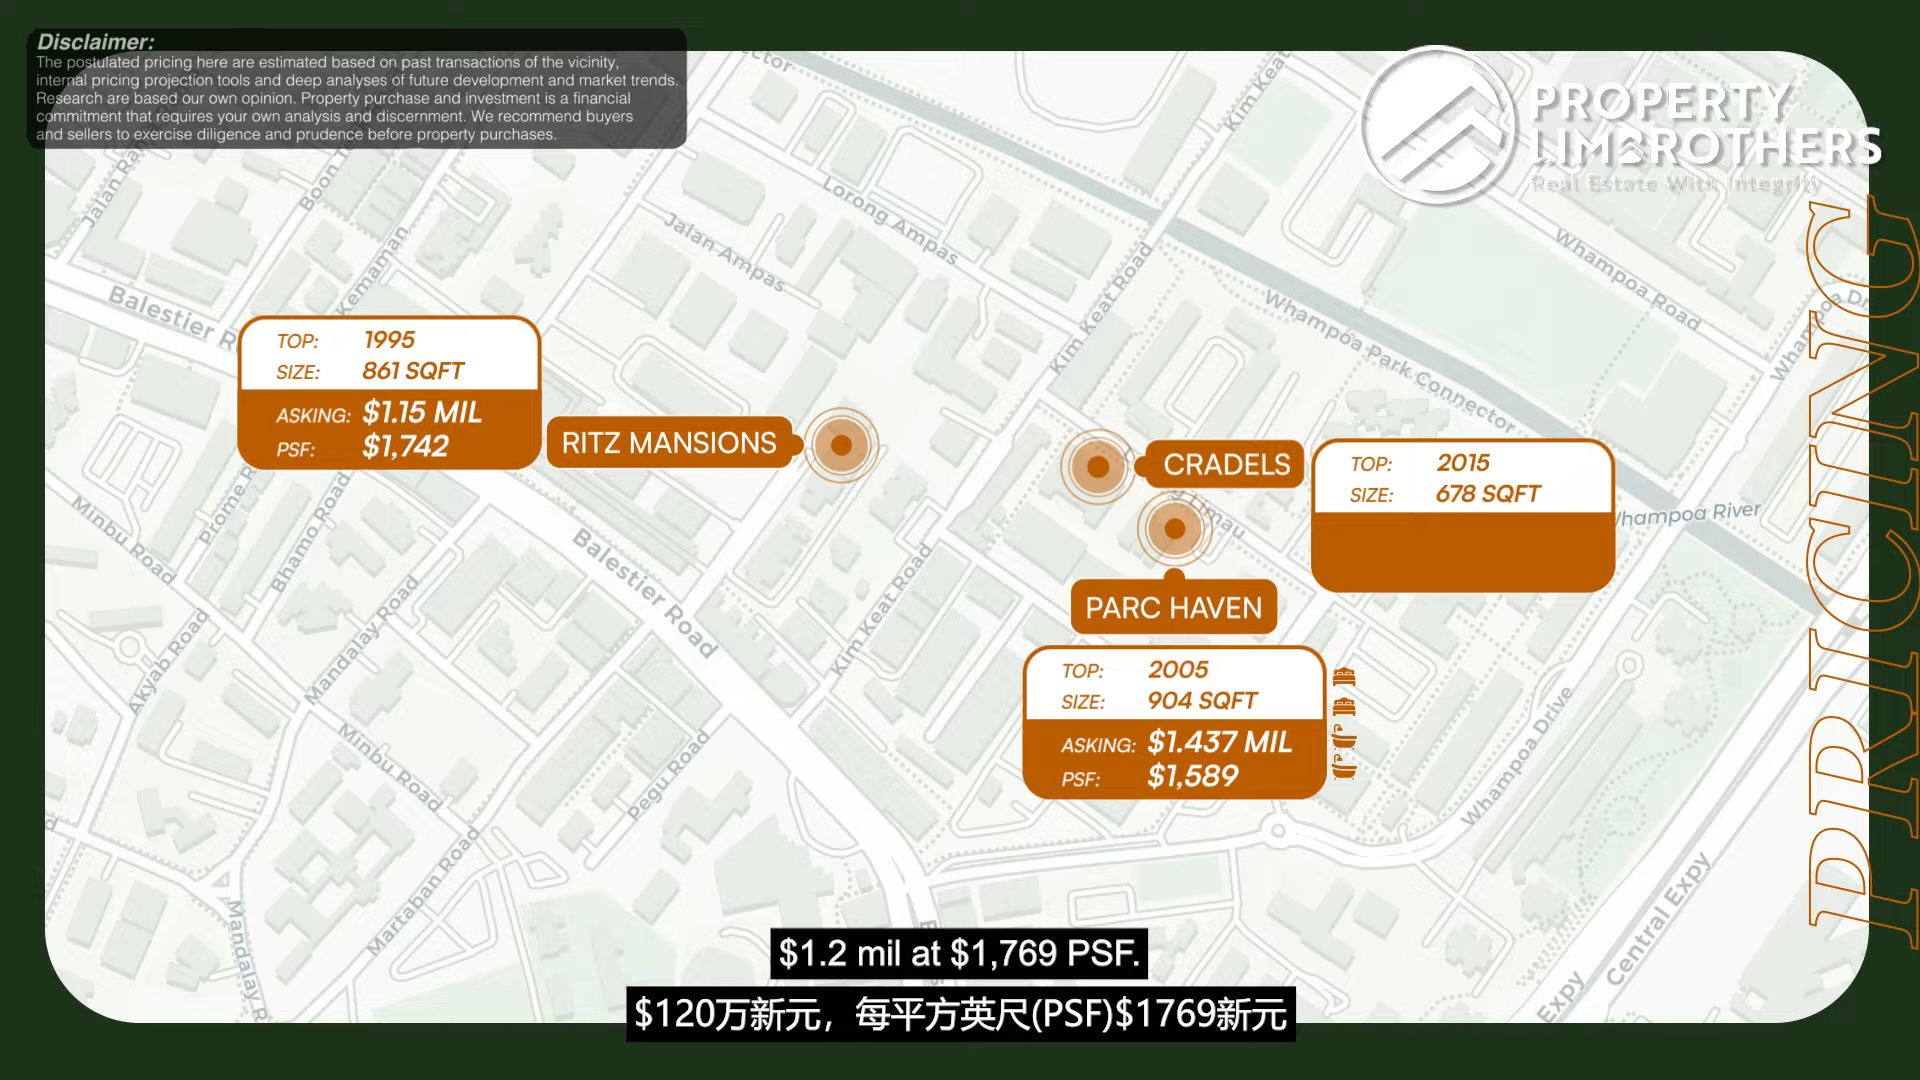 Disclaimer:
The postulated pricing here are estimated based on past transactions of the vicinity,
internal pricing projection tools and deep analyses of future development and market trends.
Research are based our own opinion. Property purchase and investment is a financial
commitment that requires your own analysis and discernment. We recommend buyers
and sellers to exercise diligence and prudence before property purchases.
PROPERTY
LIMBROTHERS
Real Estate With Integrity
PRICING
Kim Keat
Lorong Ampas
Jalan Ampas
Kim Keat Road
Whampoa Road
Whampoa Park Connector
Kemaman
Balestier R
TOP: 1995
SIZE: 861 SQFT
ASKING: $1.15 MIL
PSF: $1,742
RITZ MANSIONS
CRADELS
TOP: 2015
SIZE: 678 SQFT
Whampoa River
PARC HAVEN
TOP: 2005
SIZE: 904 SQFT
ASKING: $1.437 MIL
PSF: $1,589
Minbu Road
Prome R
Bhamo Road
Balestier Road
Kim Keat Road
Akyab Road
Mandalay Road
Minbu Road
Pegu Road
Whampoa Drive
Martaban Road
Mandalay R
Central Expy
Expy
$1.2 mil at $1,769 PSF.
$120万新元，每平方英尺(PSF)$1769新元